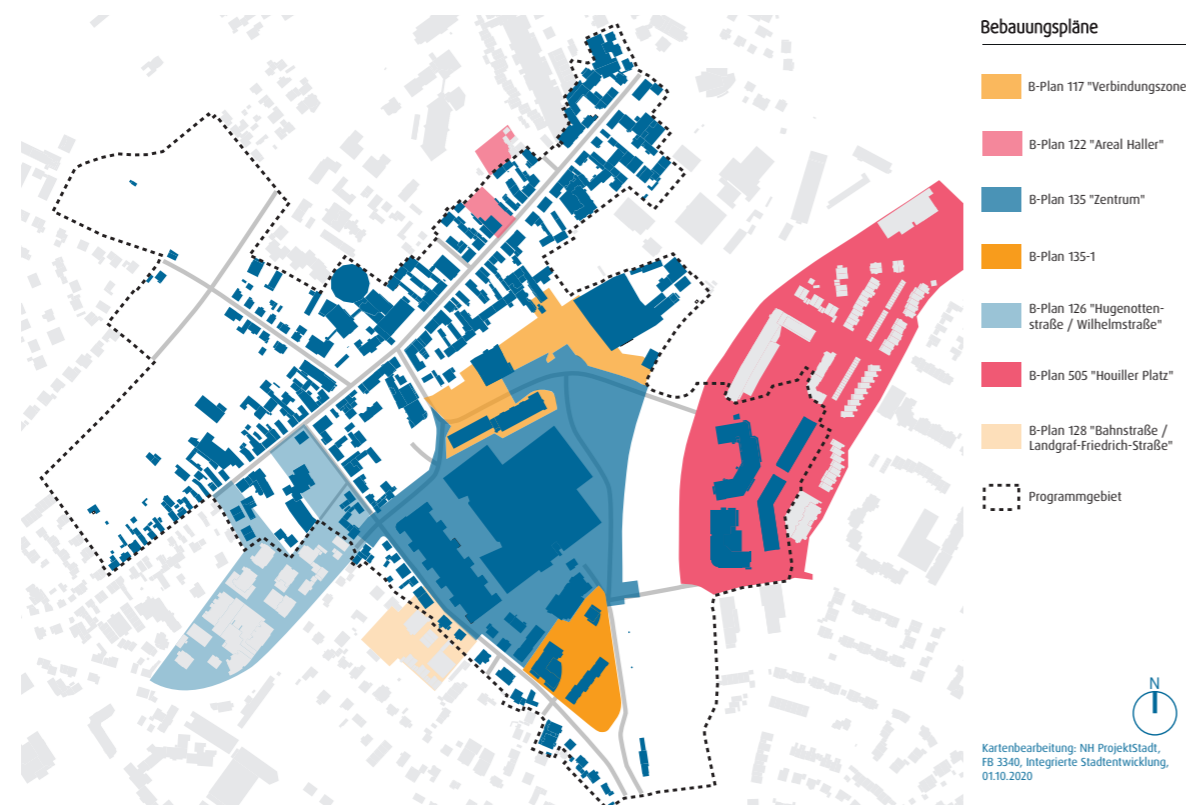 Bebauungspläne
B-Plan 117 "Verbindungszone
B-Plan 122 "Areal Haller"
B-Plan 135 "Zentrum"
B-Plan 135-1
B-Plan 126 "Hugenotten-
straße / Wilhelmstraße"
B-Plan 505 "Houiller Platz"
B-Plan 128 "Bahnstraße /
Landgraf-Friedrich-Straße"
Programmgebiet
N
Kartenbearbeitung: NH ProjektStadt,
FB 3340, Integrierte Stadtentwicklung,
01.10.2020